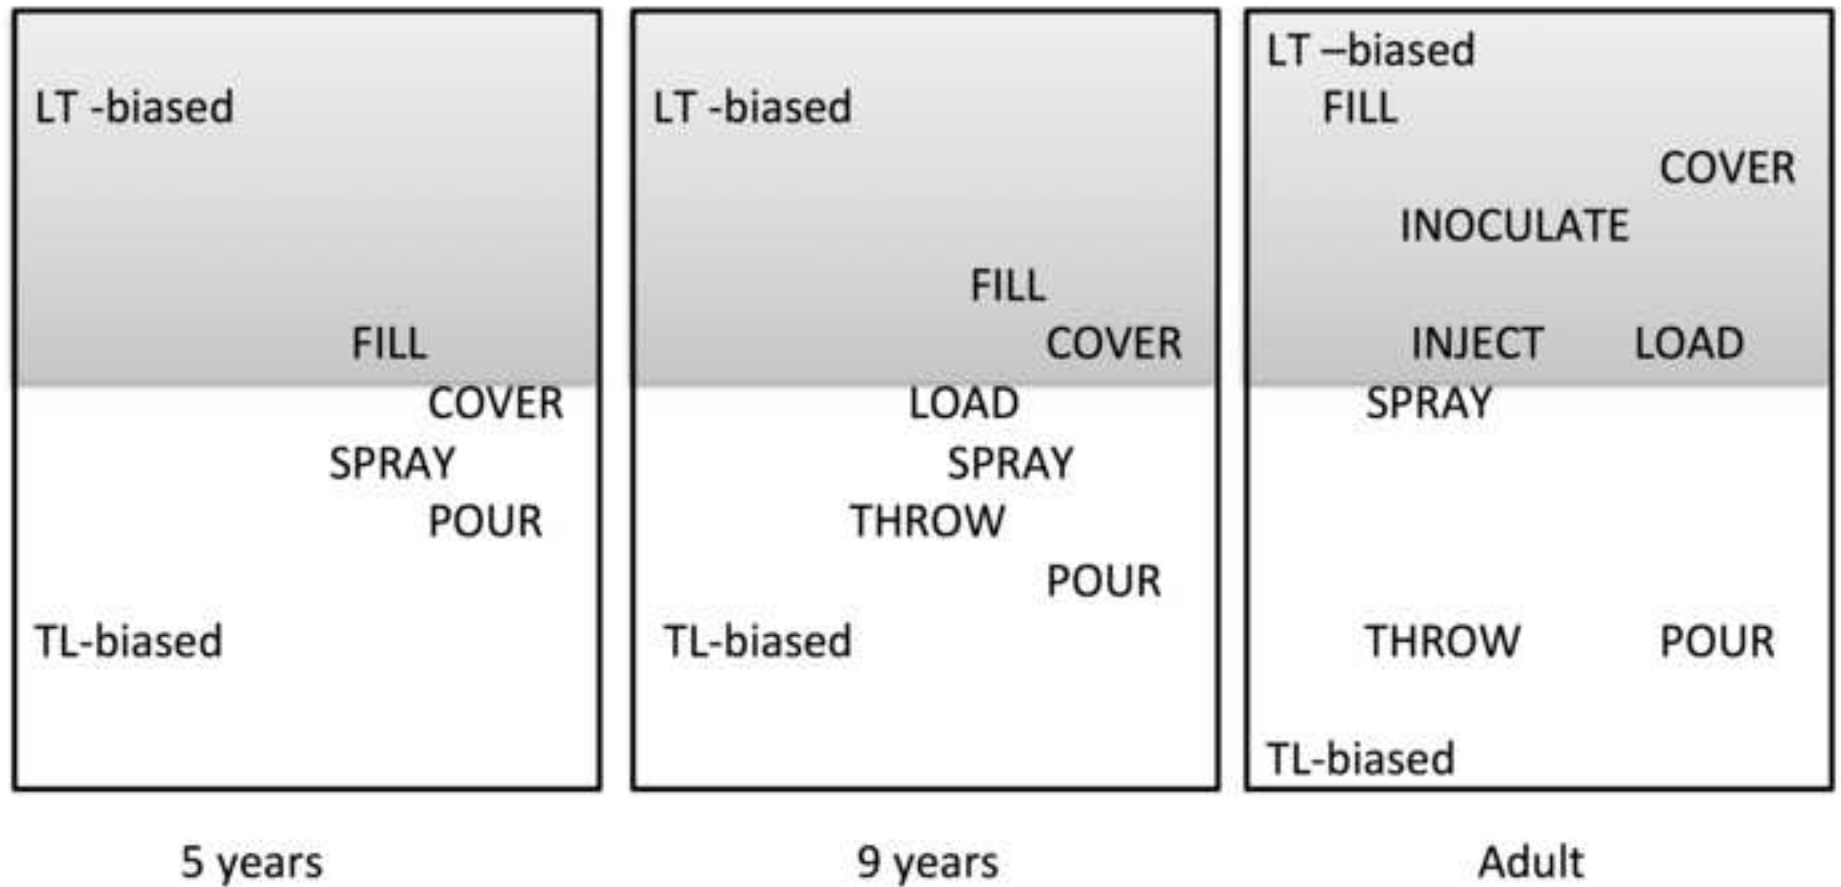 LT -biased
FILL
COVER
SPRAY
POUR
TL-biased
5 years
LT -biased
FILL
COVER
LOAD
SPRAY
THROW
POUR
TL-biased
9 years
LT –biased
FILL
COVER
INOCULATE
INJECT LOAD
SPRAY
THROW POUR
TL-biased
Adult